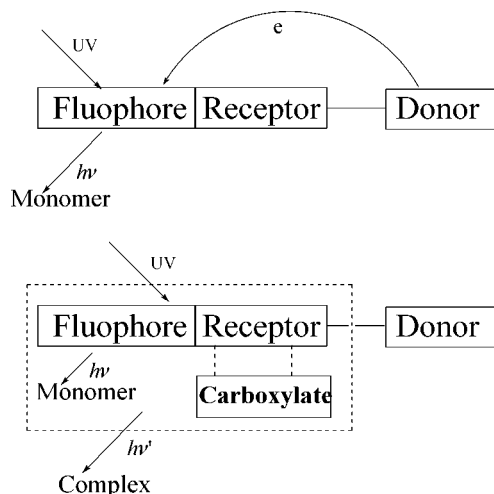 e
UV
Fluophore Receptor Donor
hν
Monomer
UV
Fluophore Receptor Donor
hν
Monomer
Carboxylate
hν'
Complex